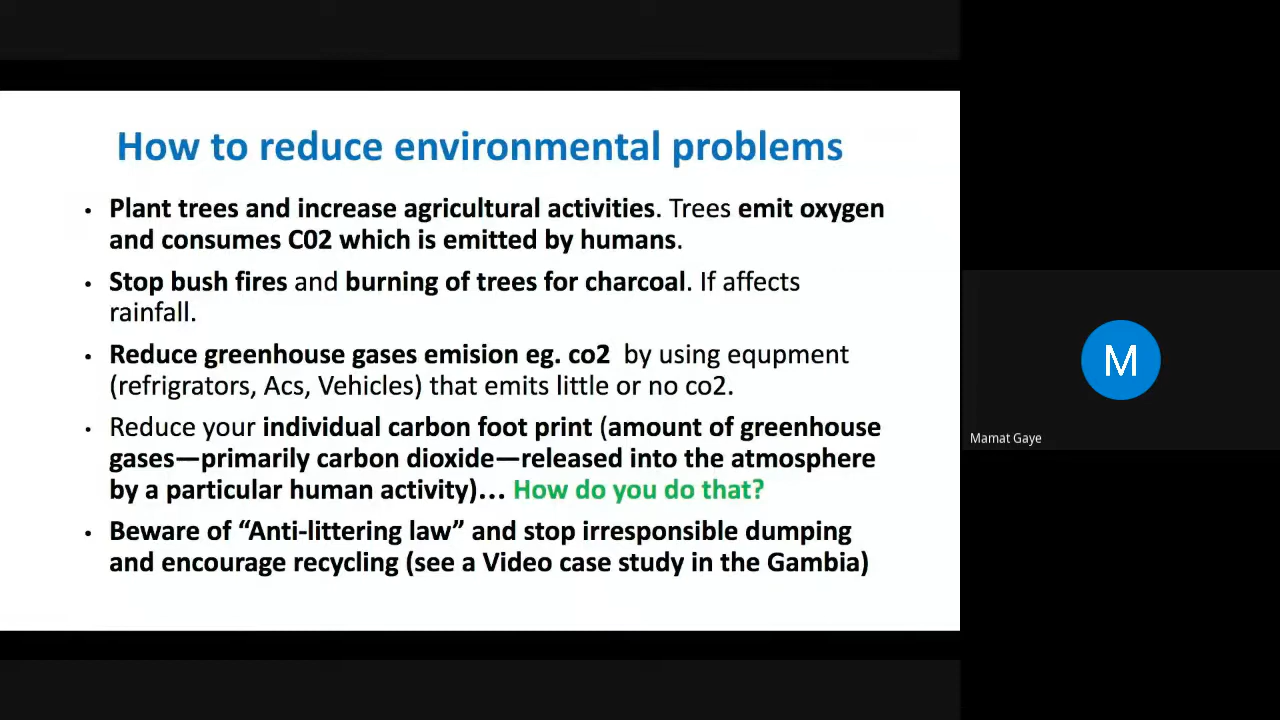 How to reduce environmental problems
• Plant trees and increase agricultural activities. Trees emit oxygen
and consumes C02 which is emitted by humans.
• Stop bush fires and burning of trees for charcoal. If affects
rainfall.
• Reduce greenhouse gases emision eg. co2 by using equpment
(refrigrators, Acs, Vehicles) that emits little or no co2.
• Reduce your individual carbon foot print (amount of greenhouse
gases—primarily carbon dioxide—released into the atmosphere
by a particular human activity)... How do you do that?
• Beware of “Anti-littering law” and stop irresponsible dumping
and encourage recycling (see a Video case study in the Gambia)
M
Mamat Gaye